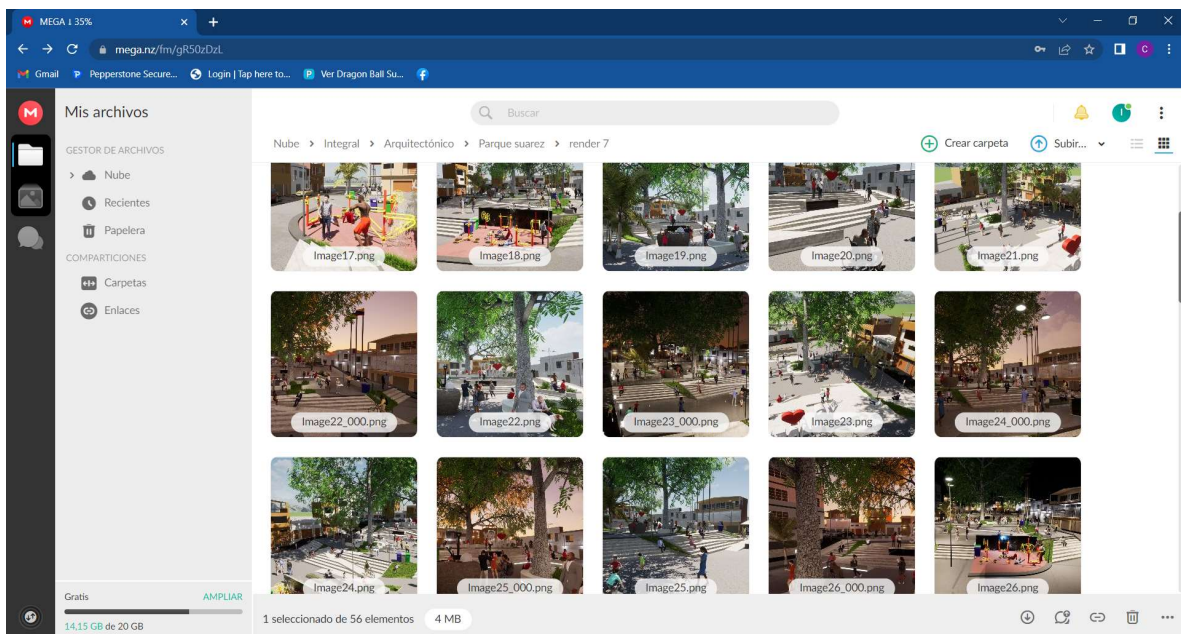 MEGA ↓ 35%
mega.nz/fm/gR50zDzL
C
Gmail
Pepperstone Secure...
Login | Tap here to...
Ver Dragon Ball Su...
M
Mis archivos
Buscar
I
GESTOR DE ARCHIVOS
Nube
Recientes
Papelera
COMPARTICIONES
Carpetas
Enlaces
Nube > Integral > Arquitectónico > Parque suarez > render 7
Crear carpeta
Subir...
Image17.png
Image18.png
Image19.png
Image20.png
Image21.png
Image22_000.png
Image22.png
Image23_000.png
Image23.png
Image24_000.png
Image24.png
Image25_000.png
Image25.png
Image26_000.png
Image26.png
Gratis
AMPLIAR
14,15 GB de 20 GB
1 seleccionado de 56 elementos
4 MB